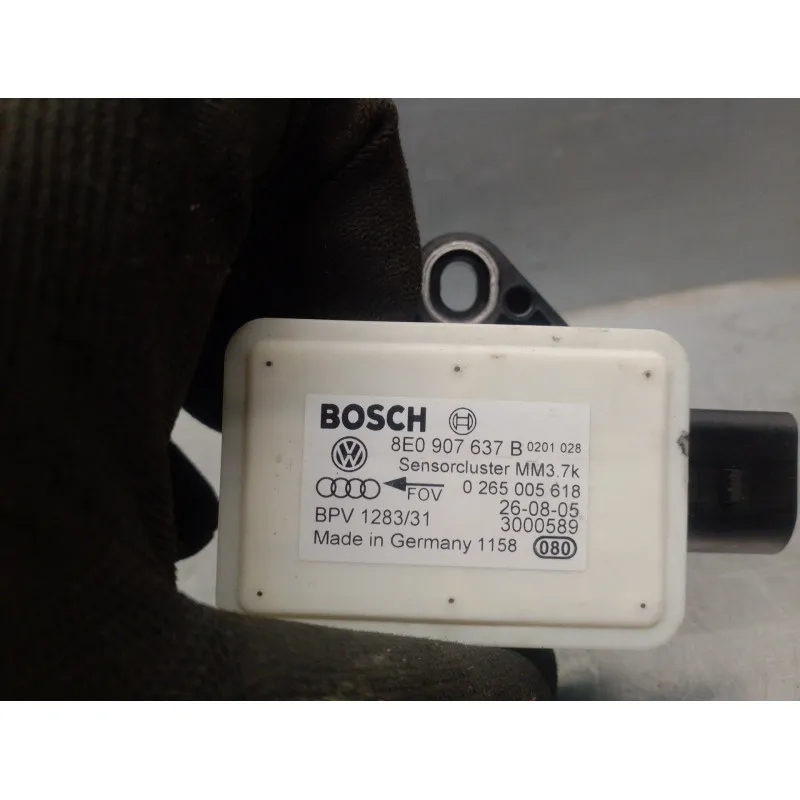 BOSCH
8E0 907 637 B 0201 028
Sensorcluster MM3.7k
FOV 0 265 005 618
26-08-05
BPV 1283/31 3000589
Made in Germany 1158 080